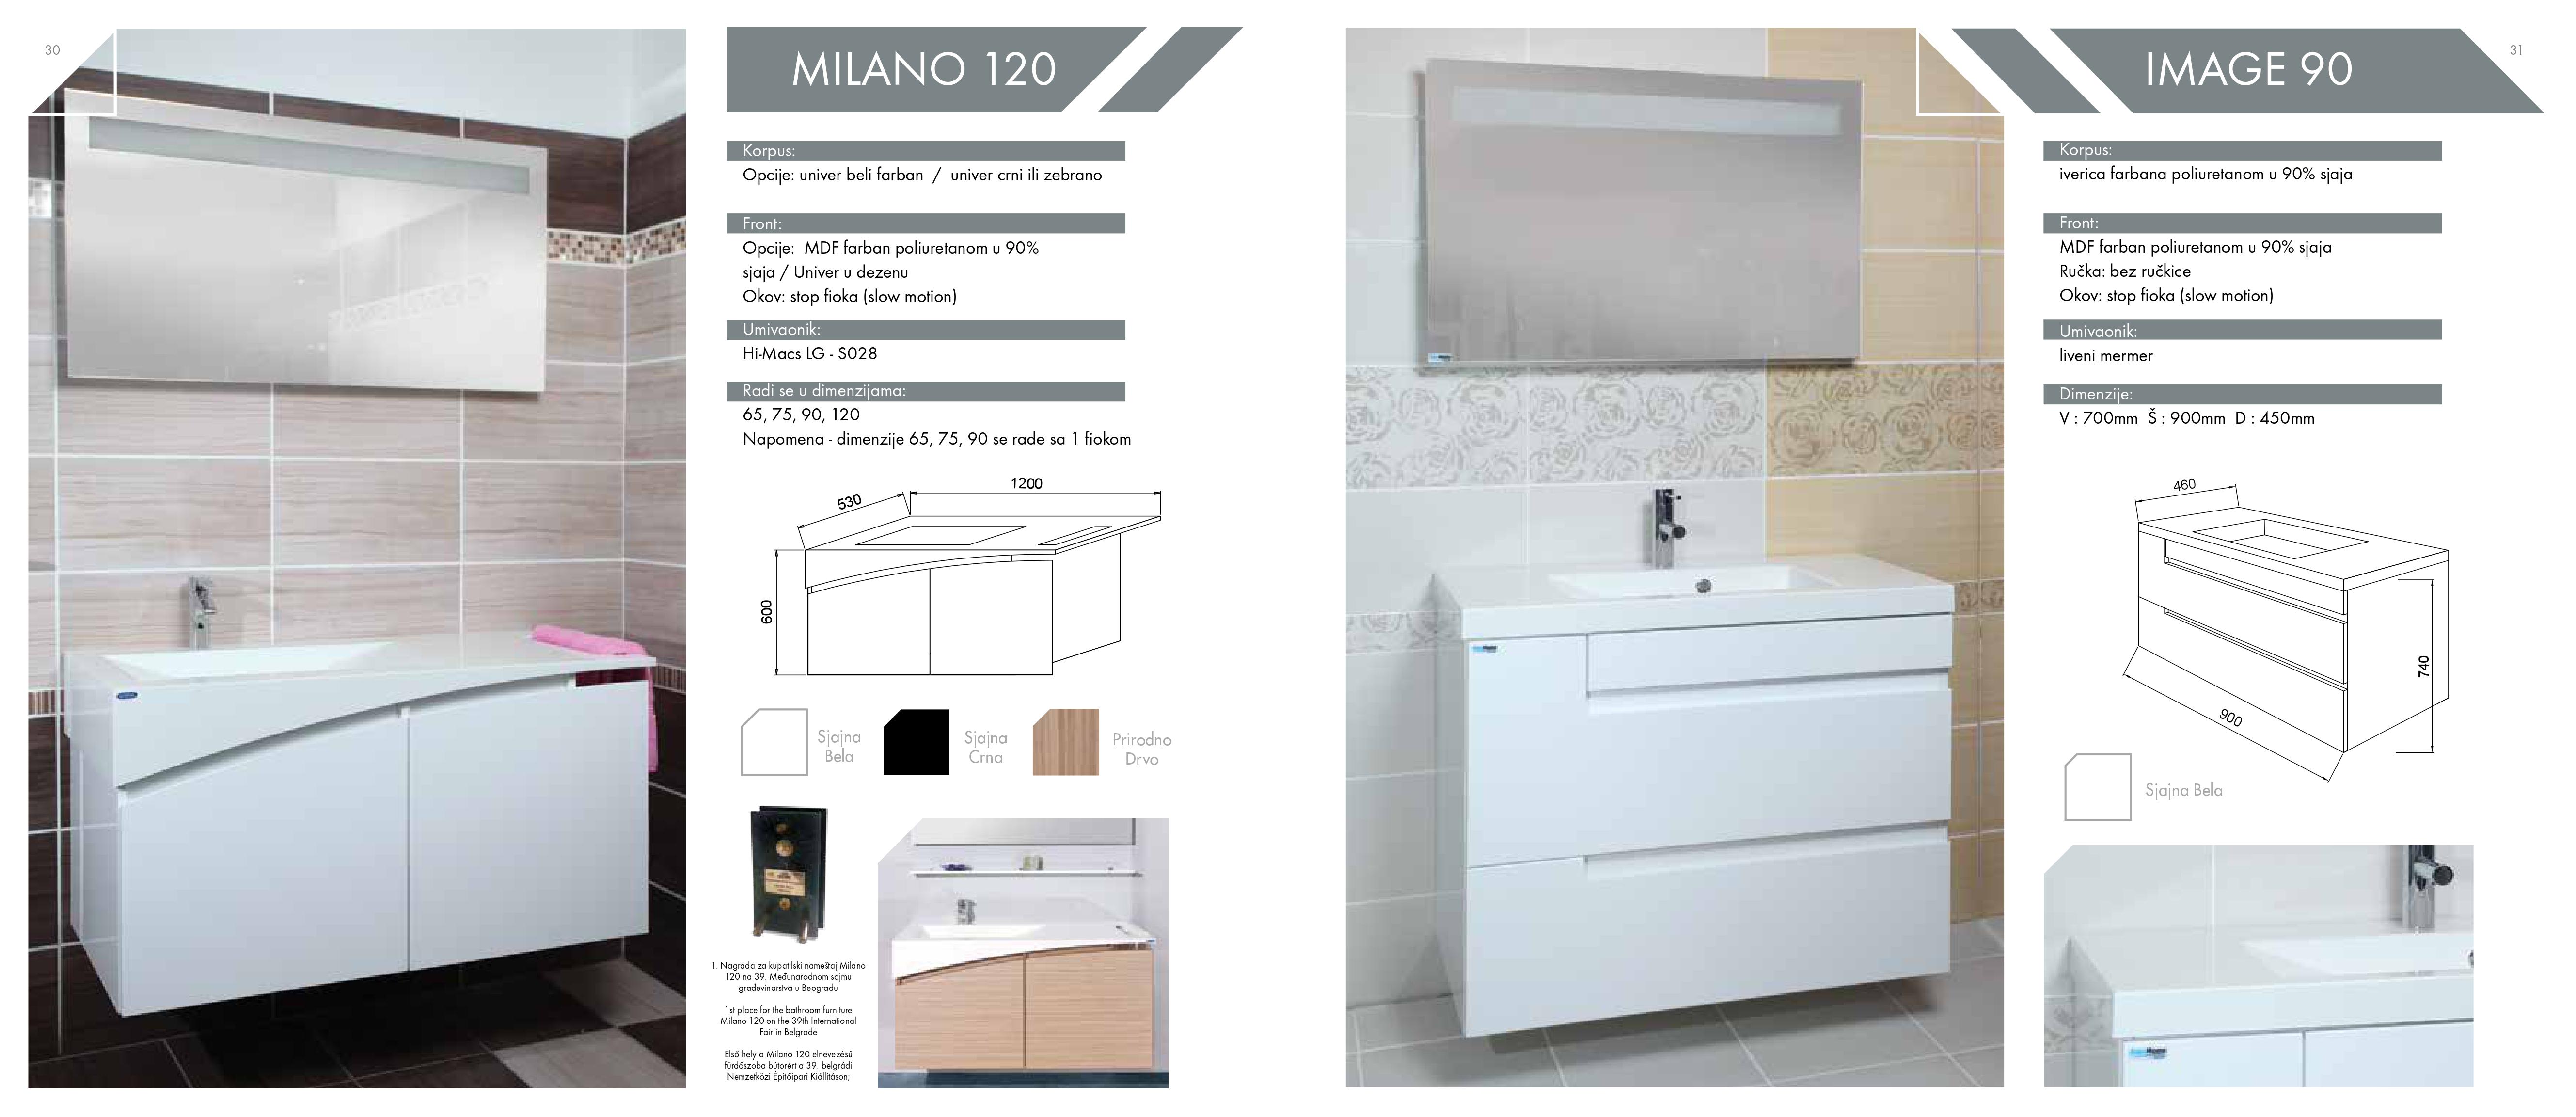 30
MILANO 120
Korpus:
Opcije: univer beli farban / univer crni ili zebrano
Front:
Opcije: MDF farban poliuretanom u 90%
sjaja / Univer u dezenu
Okov: stop fioka (slow motion)
Umivaonik:
Hi-Macs LG - S028
Radi se u dimenzijama:
65, 75, 90, 120
Napomena - dimenzije 65, 75, 90 se rade sa 1 fiokom
530
1200
600
Sjajna
Bela
Sjajna
Crna
Prirodno
Drvo
1. Nagrada za kupatilski nameštaj Milano
120 na 39. Međunarodnom sajmu
građevinarstva u Beogradu
1st place for the bathroom furniture
Milano 120 on the 39th International
Fair in Belgrade
Első hely a Milano 120 elnevezésű
fürdőszoba bútorért a 39. belgrádi
Nemzetközi Építőipari Kiállításon;
IMAGE 90
31
Korpus:
iverica farbana poliuretanom u 90% sjaja
Front:
MDF farban poliuretanom u 90% sjaja
Ručka: bez ručkice
Okov: stop fioka (slow motion)
Umivaonik:
liveni mermer
Dimenzije:
V : 700mm Š : 900mm D : 450mm
460
740
900
Sjajna Bela